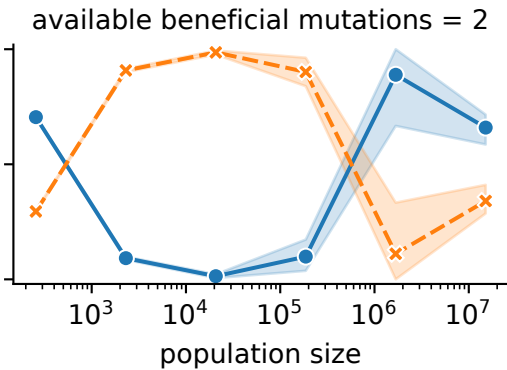 available beneficial mutations = 2
10³ 10⁴ 10⁵ 10⁶ 10⁷
population size